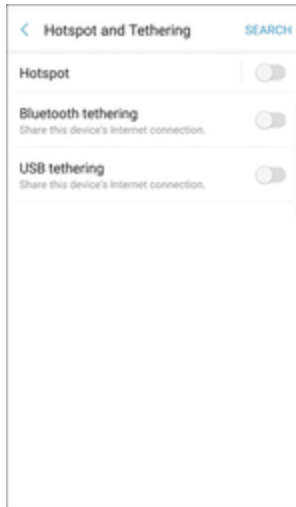 Hotspot and Tethering SEARCH
Hotspot
Bluetooth tethering
Share this device's Internet connection.
USB tethering
Share this device's Internet connection.